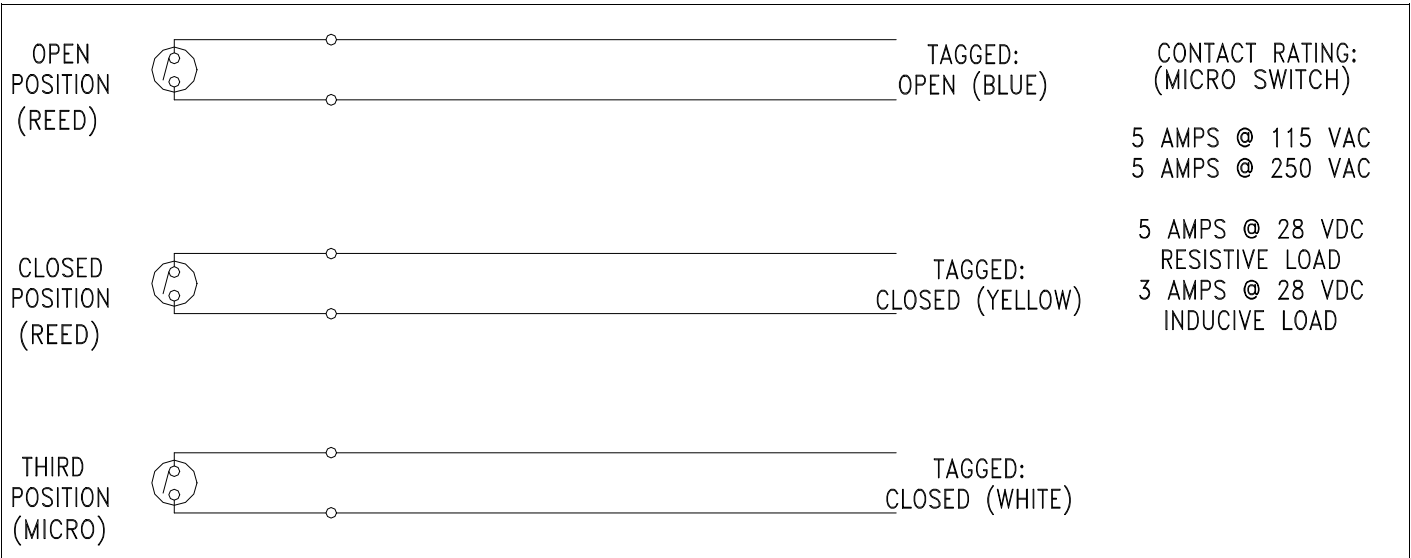 OPEN
POSITION
(REED)
TAGGED:
OPEN (BLUE)
CLOSED
POSITION
(REED)
TAGGED:
CLOSED (YELLOW)
THIRD
POSITION
(MICRO)
TAGGED:
CLOSED (WHITE)
CONTACT RATING:
(MICRO SWITCH)
5 AMPS @ 115 VAC
5 AMPS @ 250 VAC
5 AMPS @ 28 VDC
RESISTIVE LOAD
3 AMPS @ 28 VDC
INDUCIVE LOAD